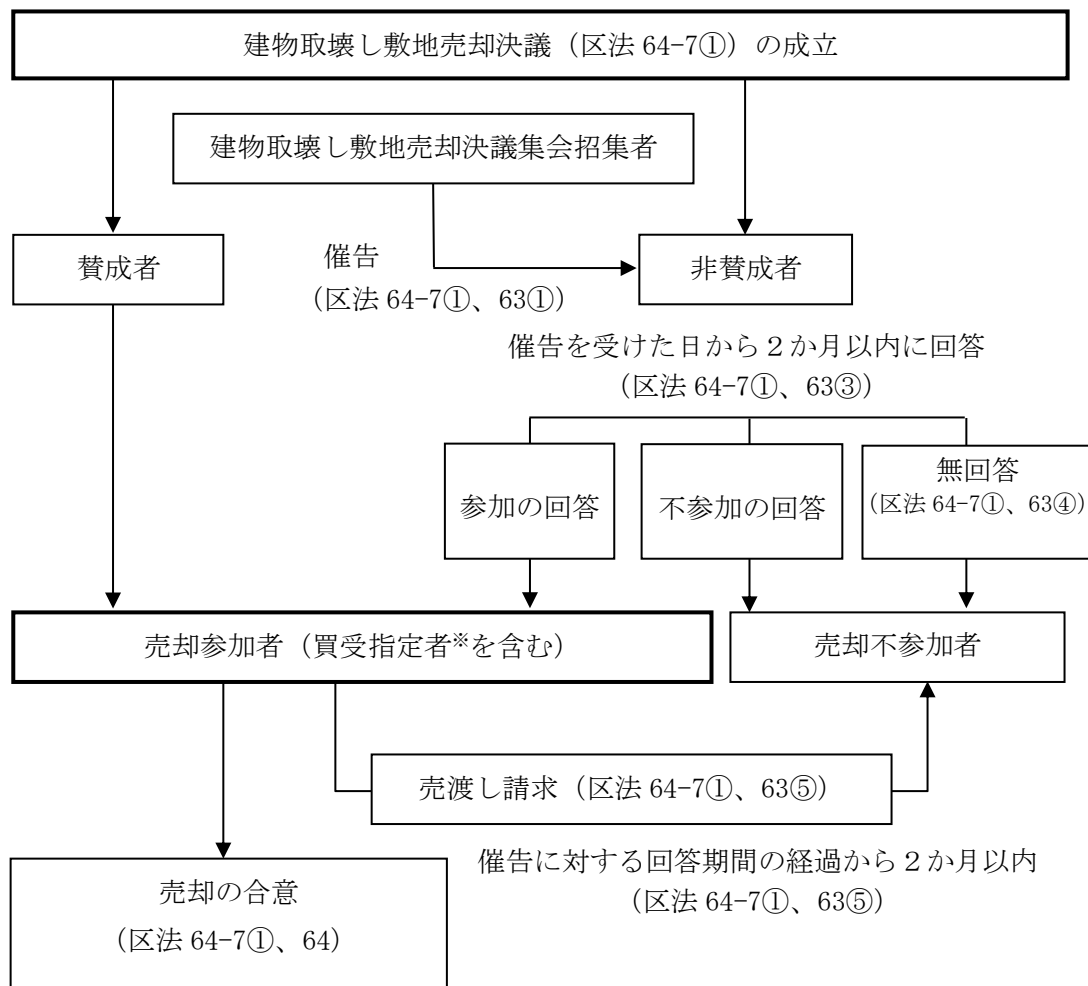 建物取壊し敷地売却決議（区法 64-7①）の成立
建物取壊し敷地売却決議集会招集者
賛成者
催告
（区法 64-7①、63①）
非賛成者
催告を受けた日から２か月以内に回答
（区法 64-7①、63③）
参加の回答
不参加の回答
無回答
（区法 64-7①、63④）
売却参加者（買受指定者※を含む）
売却不参加者
売渡し請求（区法 64-7①、63⑤）
催告に対する回答期間の経過から２か月以内
（区法 64-7①、63⑤）
売却の合意
（区法 64-7①、64）